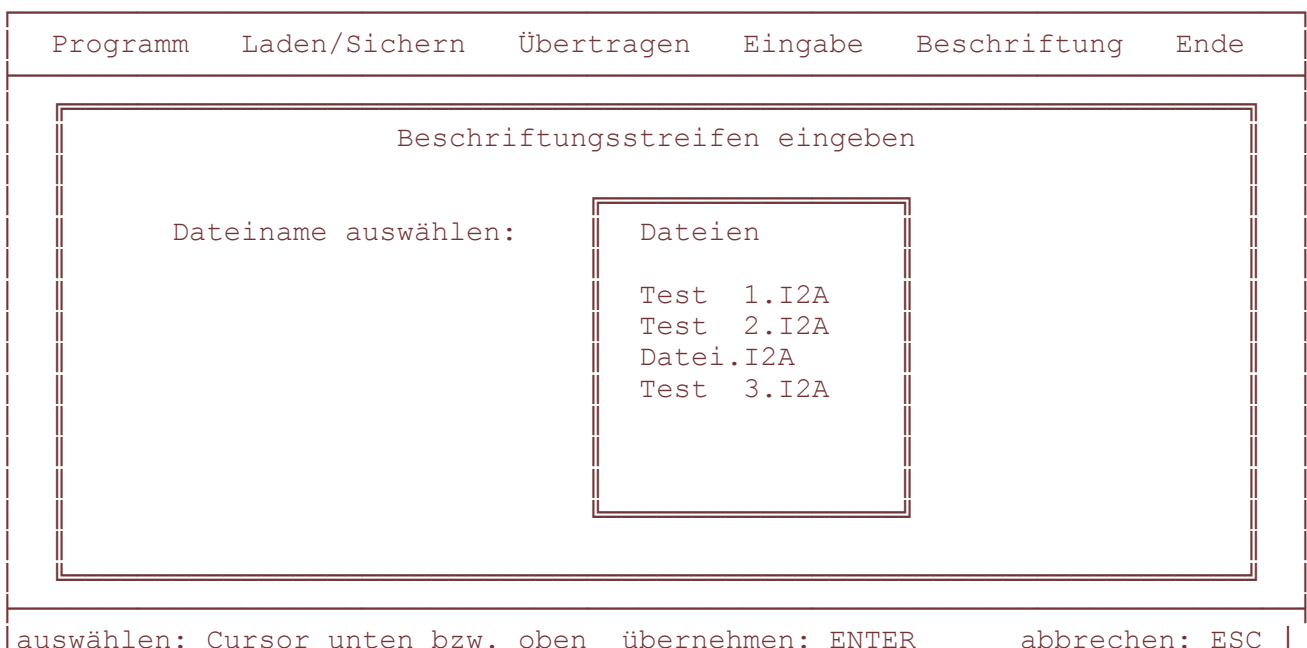 Programm Laden/Sichern Übertragen Eingabe Beschriftung Ende
Beschriftungsstreifen eingeben
Dateiname auswählen: Dateien
Test 1.I2A
Test 2.I2A
Datei.I2A
Test 3.I2A
auswählen: Cursor unten bzw. oben übernehmen: ENTER abbrechen: ESC